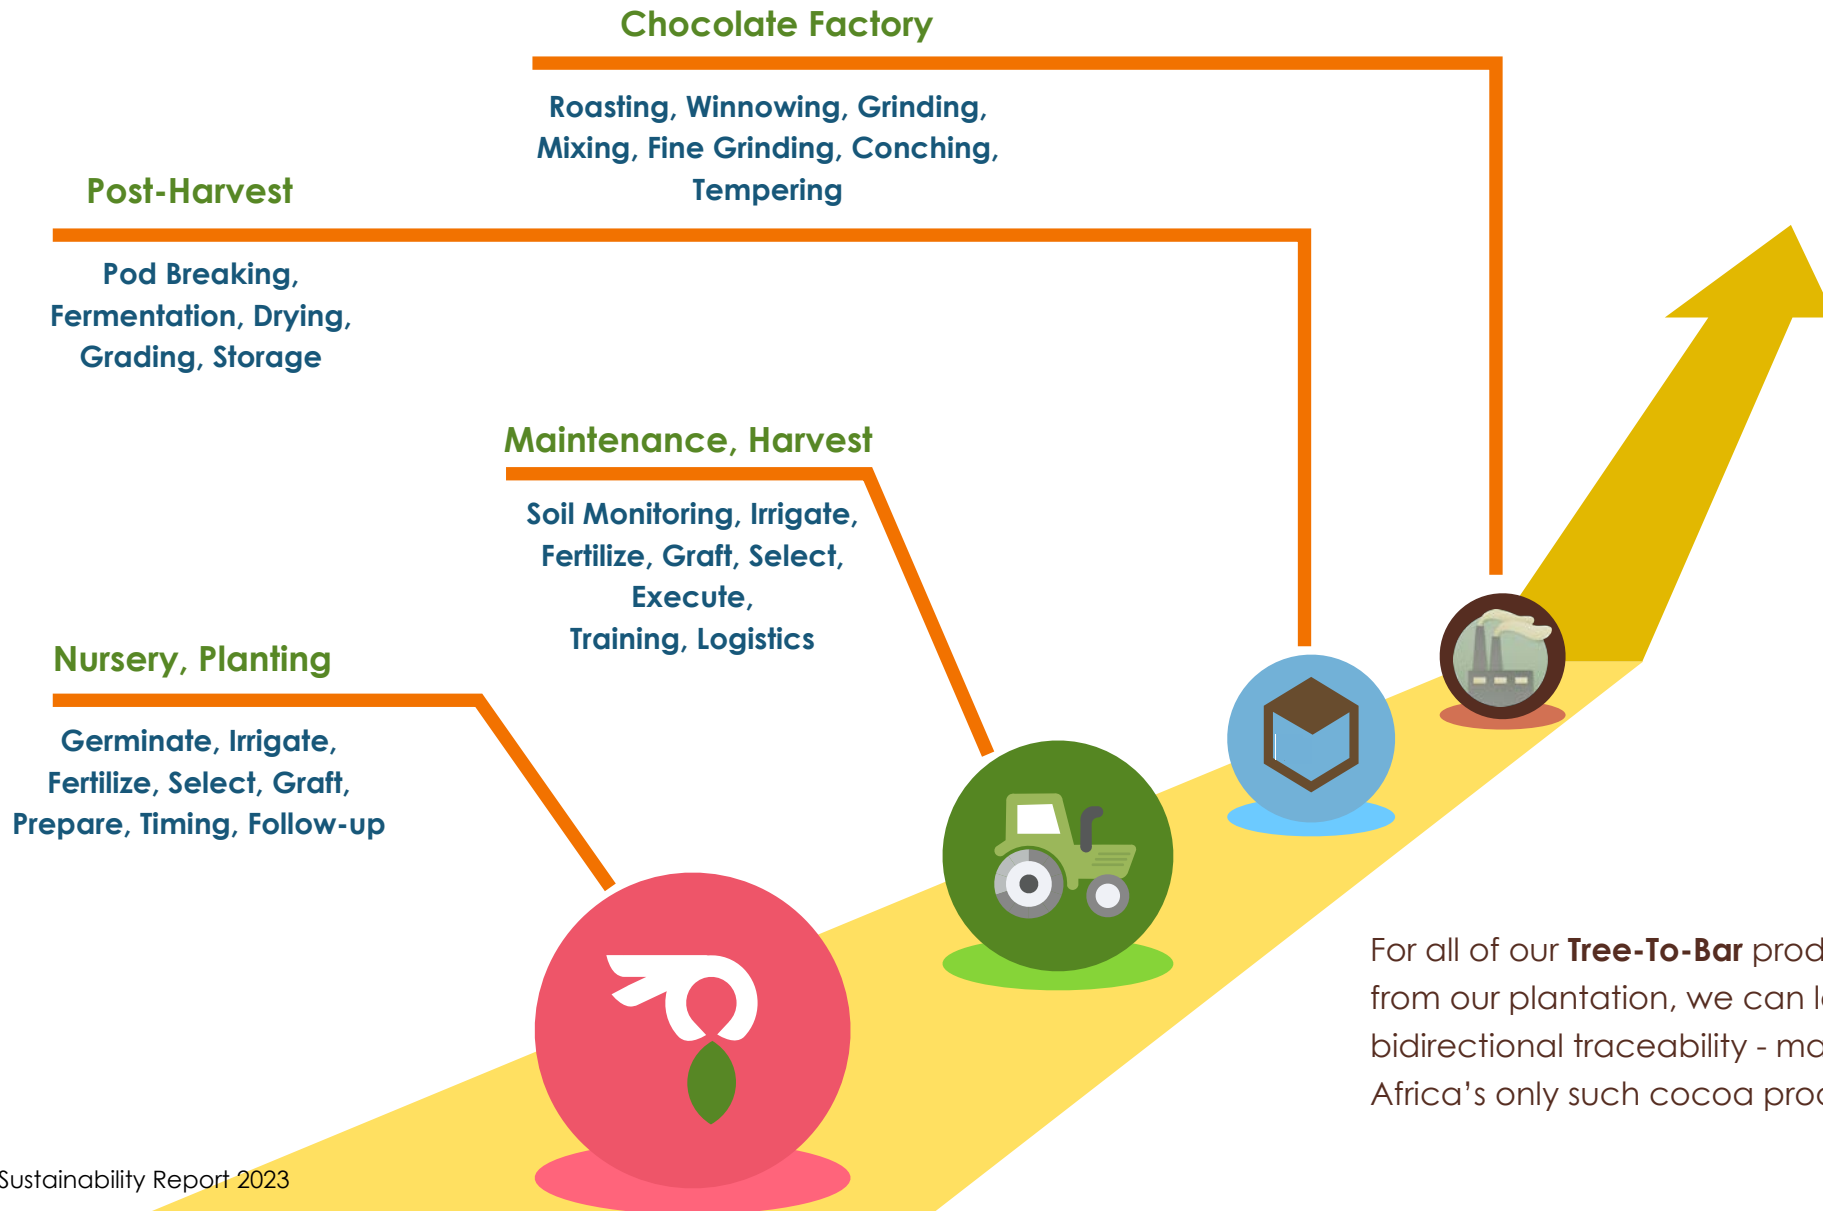 Chocolate Factory
Roasting, Winnowing, Grinding,
Mixing, Fine Grinding, Conching,
Tempering
Post-Harvest
Pod Breaking,
Fermentation, Drying,
Grading, Storage
Maintenance, Harvest
Soil Monitoring, Irrigate,
Fertilize, Graft, Select,
Execute,
Training, Logistics
Nursery, Planting
Germinate, Irrigate,
Fertilize, Select, Graft,
Prepare, Timing, Follow-up
For all of our Tree-To-Bar
from our plantation, we can
bidirectional traceability -
Africa's only such cocoa
Sustainability Report 2023